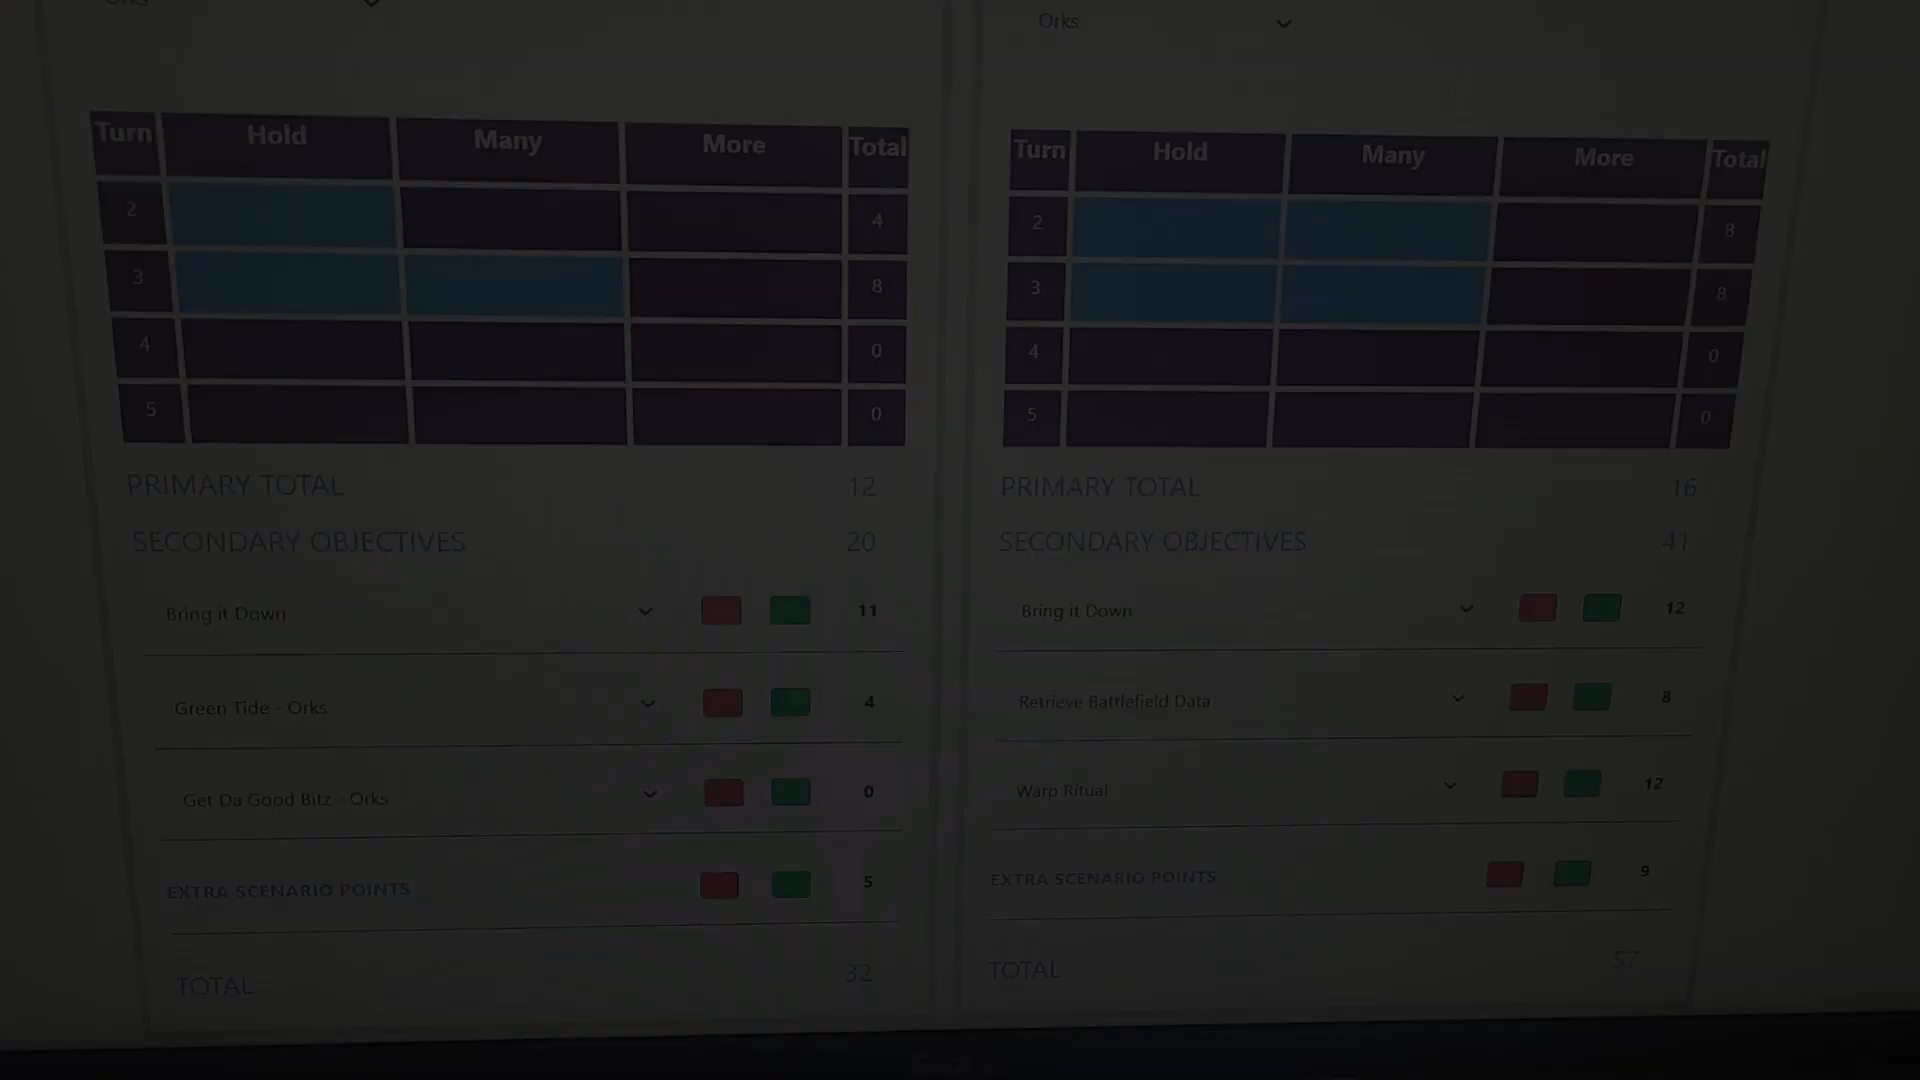 Orks
Turn Hold Many More Total
2 4
3 8
4 0
5 0
PRIMARY TOTAL 12
SECONDARY OBJECTIVES 20
Bring it Down 11
Green Tide - Orks 4
Get Da Good Bitz - Orks 0
EXTRA SCENARIO POINTS 5
TOTAL 32
Orks
Turn Hold Many More Total
2 8
3 8
4 0
5 0
PRIMARY TOTAL 16
SECONDARY OBJECTIVES 41
Bring it Down 12
Retrieve Battlefield Data 8
Warp Ritual 12
EXTRA SCENARIO POINTS 9
TOTAL 57